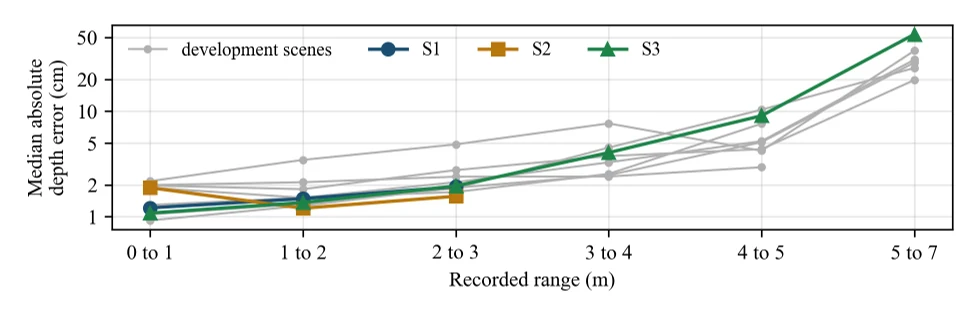 Median absolute
depth error (cm)
50
20
10
5
2
1
development scenes S1 S2 S3
0 to 1 1 to 2 2 to 3 3 to 4 4 to 5 5 to 7
Recorded range (m)